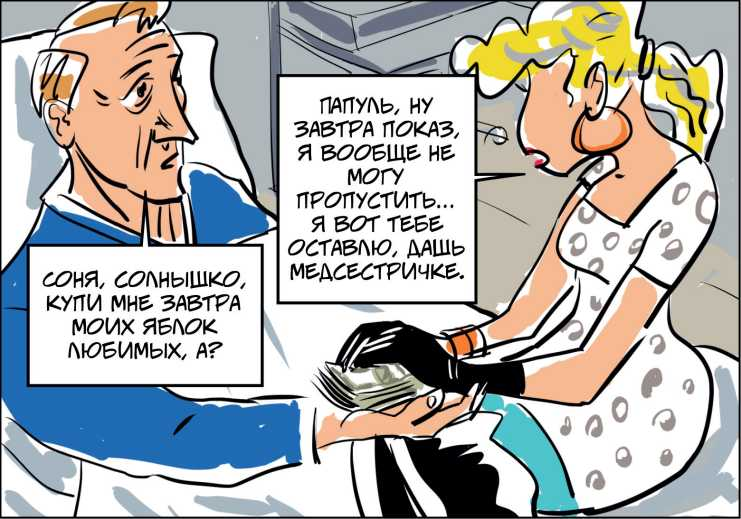 СОНЯ, СОЛНЫШКО,
КУПИ МНЕ ЗАВТРА
МОИХ ЯБЛОК
ЛЮБИМЫХ, А?
ПАПУЛЬ, НУ
ЗАВТРА ПОКАЗ,
Я ВООБЩЕ НЕ
МОГУ
ПРОПУСТИТЬ...
Я ВОТ ТЕБЕ
ОСТАВЛЮ, ДАШЬ
МЕДСЕСТРИЧКЕ.